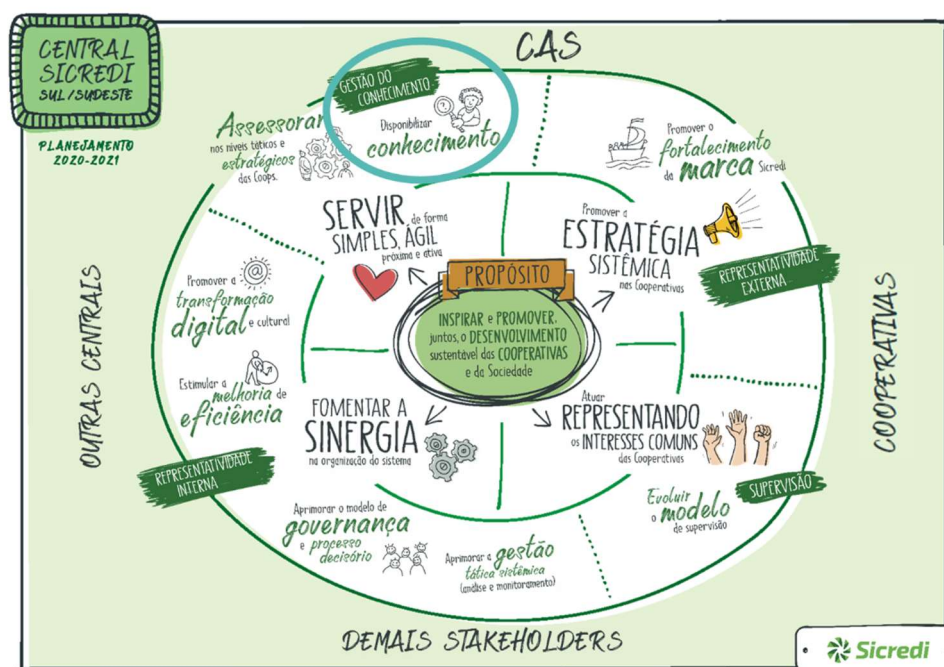 CENTRAL
SICREDI
SUL/SUDESTE
PLANEJAMENTO
2020-2021
CAS
GESTÃO DO
CONHECIMENTO
Disponibilizar
conhecimento
Assessorar
nos níveis táticos e
estratégicos
das Coops.
Promover o
fortalecimento
da marca Sicredi
SERVIR de forma
SIMPLES, ÁGIL
próxima e ativa
Promover a
ESTRATÉGIA
SISTÊMICA
nas Cooperativas
REPRESENTATIVIDADE
EXTERNA
PROPÓSITO
INSPIRAR e PROMOVER,
juntos, o DESENVOLVIMENTO
sustentável das COOPERATIVAS
e da Sociedade
Promover a
transformação
digital e cultural
Estimular a
melhoria de
eficiência
OUTRAS CENTRAIS
COOPERATIVAS
FOMENTAR A
SINERGIA
na organização do sistema
Atuar
REPRESENTANDO
os INTERESSES COMUNS
das Cooperativas
REPRESENTATIVIDADE
INTERNA
SUPERVISÃO
Evoluir
o modelo
de supervisão
Aprimorar o modelo de
governança
e processo
decisório
Aprimorar a gestão
tática sistêmica
(análise e monitoramento)
DEMAIS STAKEHOLDERS
Sicredi